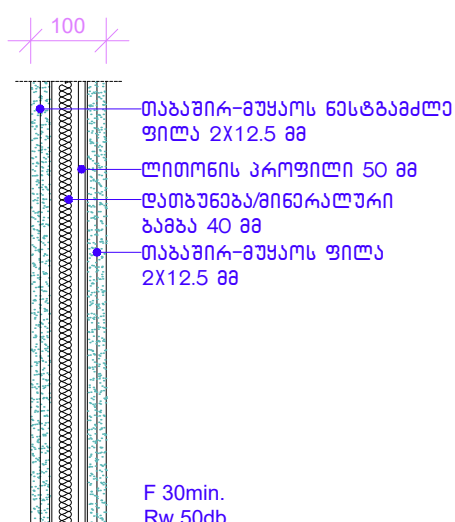 100
თაბაშირ-მუყაოს ნესტგამძლე
ფილა 2X12.5 მმ
ლითონის პროფილი 50 მმ
დათბუნება/მინერალური
ბამბა 40 მმ
თაბაშირ-მუყაოს ფილა
2X12.5 მმ
F 30min.
Rw 50db